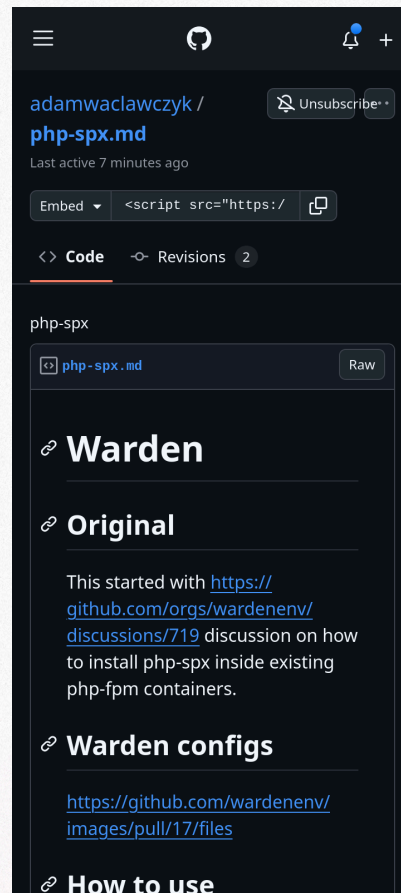 adamwaclawczyk /
php-spx.md
Unsubscribe
Last active 7 minutes ago
Embed
<script src="https:/
Code
Revisions 2
php-spx
php-spx.md
Raw
Warden
Original
This started with https://
github.com/orgs/wardenenv/
discussions/719 discussion on how
to install php-spx inside existing
php-fpm containers.
Warden configs
https://github.com/wardenenv/
images/pull/17/files
How to use